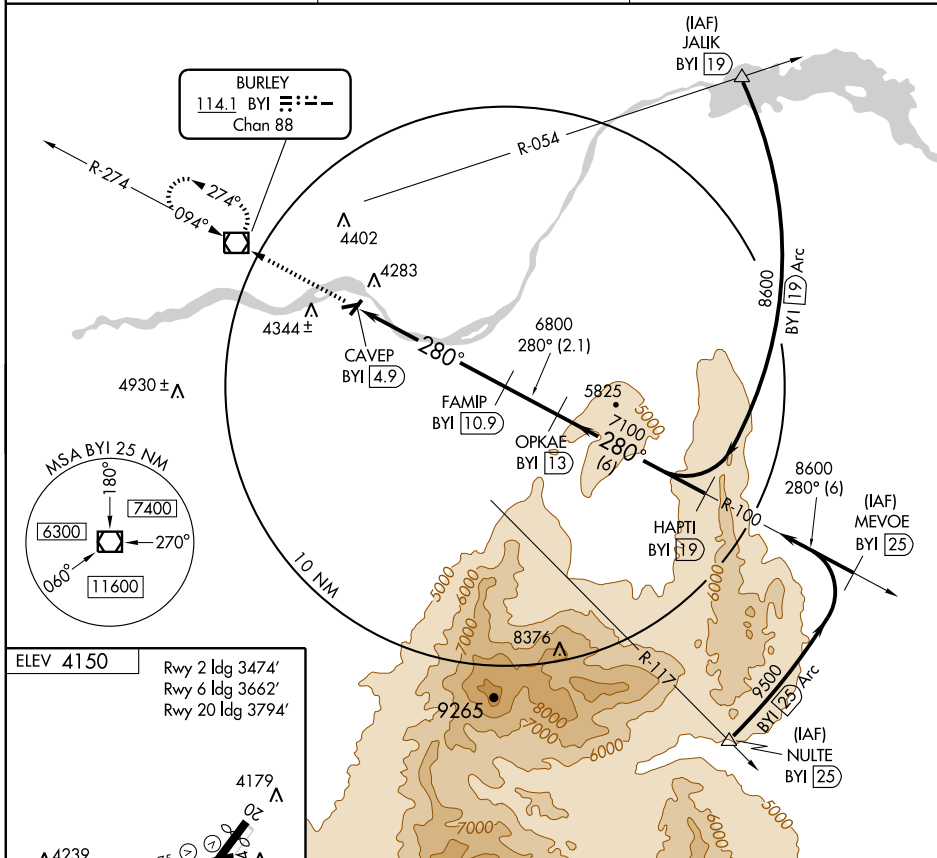 (IAF)
JALIK
BYI 19
BURLEY
114.1 BYI
Chan 88
R-054
R-274
274°
094°
4402
4283
4344 ±
8600
BYI 19 Arc
CAVEP
BYI 4.9
280°
6800
280° (2.1)
4930 ±
FAMIP
BYI 10.9
5825
5000
7100
280°
(6)
OPKAE
BYI 13
MSA BYI 25 NM
180°
7400
6300
270°
060°
11600
8600
280° (6)
(IAF)
MEVOE
BYI 25
R-100
HAPTI
BYI 19
10 NM
5000
6000
7000
6000
8376
R-117
9265
8000
7000
6000
9500
BYI 25 Arc
(IAF)
NULTE
BYI 25
5000
7000
6000
ELEV 4150
Rwy 2 ldg 3474'
Rwy 6 ldg 3662'
Rwy 20 ldg 3794'
4179
20
4239